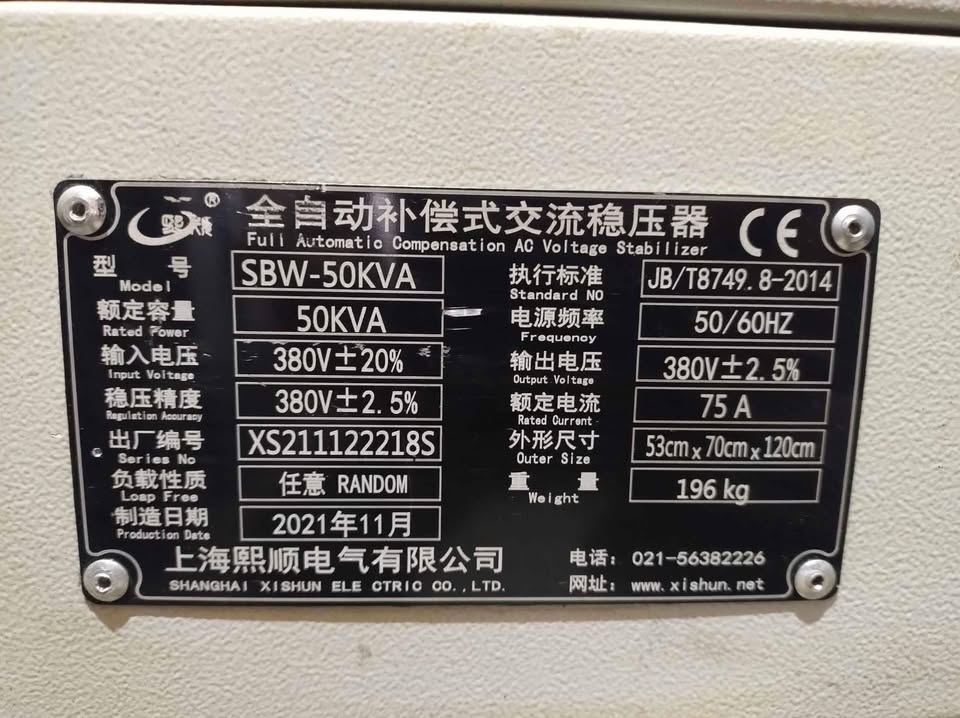 ®
全自动补偿式交流稳压器
Full Automatic Compensation AC Voltage Stabilizer
CE
型号 SBW-50KVA
Model
额定容量 50KVA
Rated Power
输入电压 380V±20%
Input Voltage
稳压精度 380V±2.5%
Regulation Accuracy
出厂编号 XS211122218S
Series No
负载性质 任意 RANDOM
Loap Free
制造日期 2021年11月
Production Date
执行标准 JB/T8749.8-2014
Standard NO
电源频率 50/60HZ
Frequency
输出电压 380V±2.5%
Output Voltage
额定电流 75A
Rated Current
外形尺寸 53cm x 70cm x 120cm
Outer Size
重量 196kg
Weight
上海熙顺电气有限公司
SHANGHAI XISHUN ELE CTRIC CO.,LTD.
电话: 021-56382226
网址: www.xishun.net